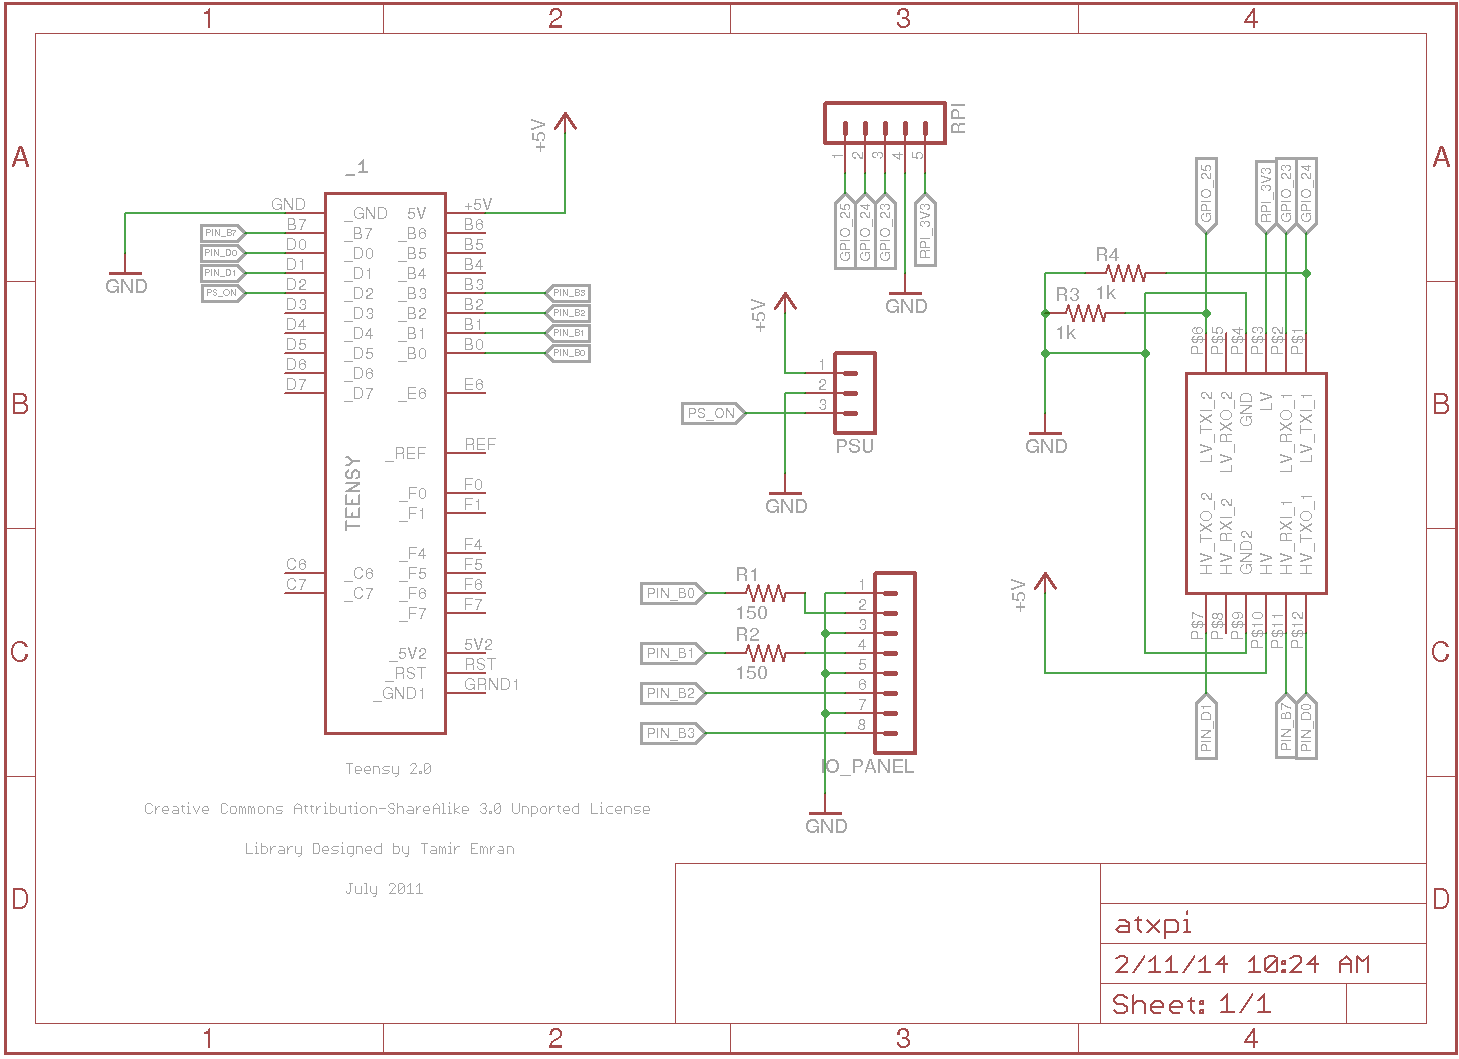 1 2 3 4
A A
B B
C C
D D
1 2 3 4
_1
+5V
GND _GND 5V +5V
B7 _B7 _B6 B6
D0 _D0 _B5 B5
D1 _D1 _B4 B4
D2 _D2 _B3 B3
D3 _D3 _B2 B2
D4 _D4 _B1 B1
D5 _D5 _B0 B0
D6 _D6
D7 _D7 _E6 E6
_REF REF
_F0 F0
_F1 F1
_F4 F4
C6 _C6 _F5 F5
C7 _C7 _F6 F6
_F7 F7
_5V2 5V2
_RST RST
_GND1 GRND1
TEENSY
PIN_B7
PIN_D0
PIN_D1
PS_ON
GND
PIN_B3
PIN_B2
PIN_B1
PIN_B0
Teensy 2.0
Creative Commons Attribution-ShareAlike 3.0 Unported License
Library Designed by Tamir Emran
July 2011
RPI
1 2 3 4 5
GPIO_25
GPIO_24
GPIO_23
RPI_3V3
GND
+5V
1
2
3
PS_ON
PSU
GND
PIN_B0
R1
150
PIN_B1
R2
150
PIN_B2
PIN_B3
1
2
3
4
5
6
7
8
IO_PANEL
GND
GPIO_25
RPI_3V3
GPIO_23
GPIO_24
R4
1k
R3
1k
GND
P$6 P$5 P$4 P$3 P$2 P$1
LV_TXI_2
LV_RXO_2
GND
LV
LV_RXO_1
LV_TXI_1
HV_TXO_2
HV_RXI_2
GND2
HV
HV_RXI_1
HV_TXO_1
P$7 P$8 P$9 P$10 P$11 P$12
+5V
PIN_D1
PIN_B7
PIN_D0
atxpi
2/11/14 10:24 AM
Sheet: 1/1